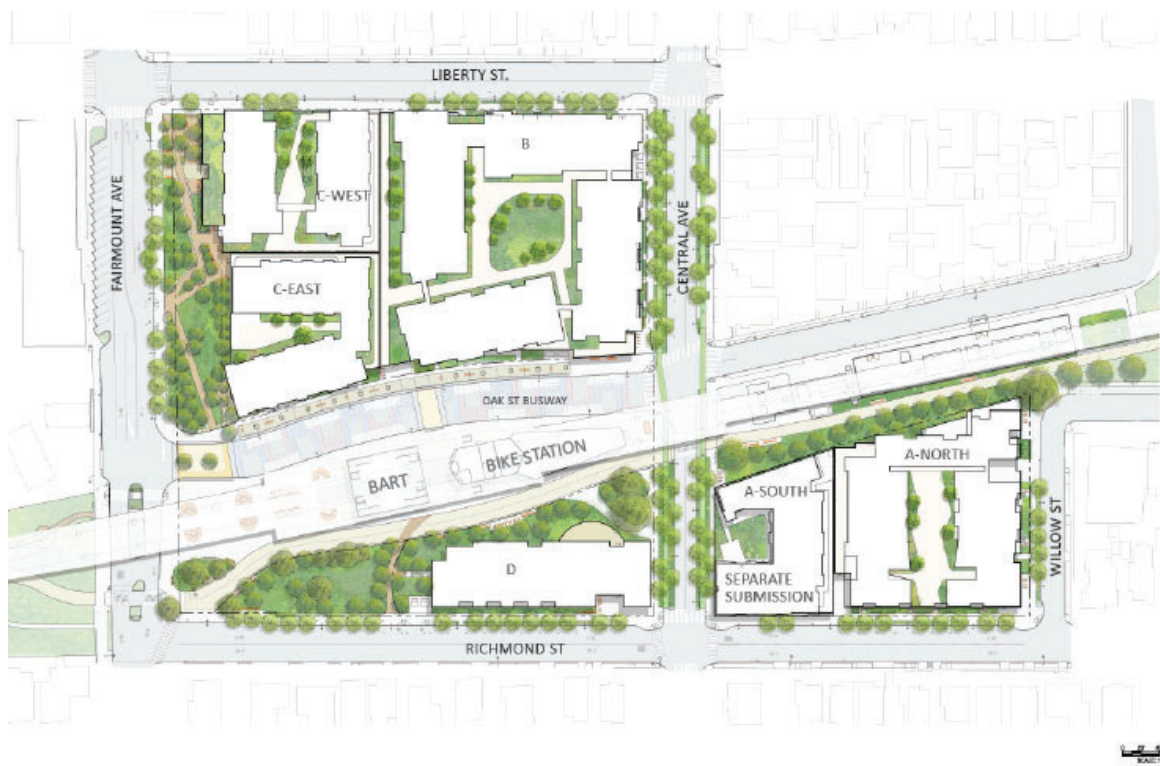 LIBERTY ST.
FAIRMOUNT AVE
B
C-WEST
CENTRAL AVE
C-EAST
OAK ST BUSWAY
BART
BIKE STATION
A-NORTH
A-SOUTH
D
SEPARATE
SUBMISSION
WILLOW ST
RICHMOND ST